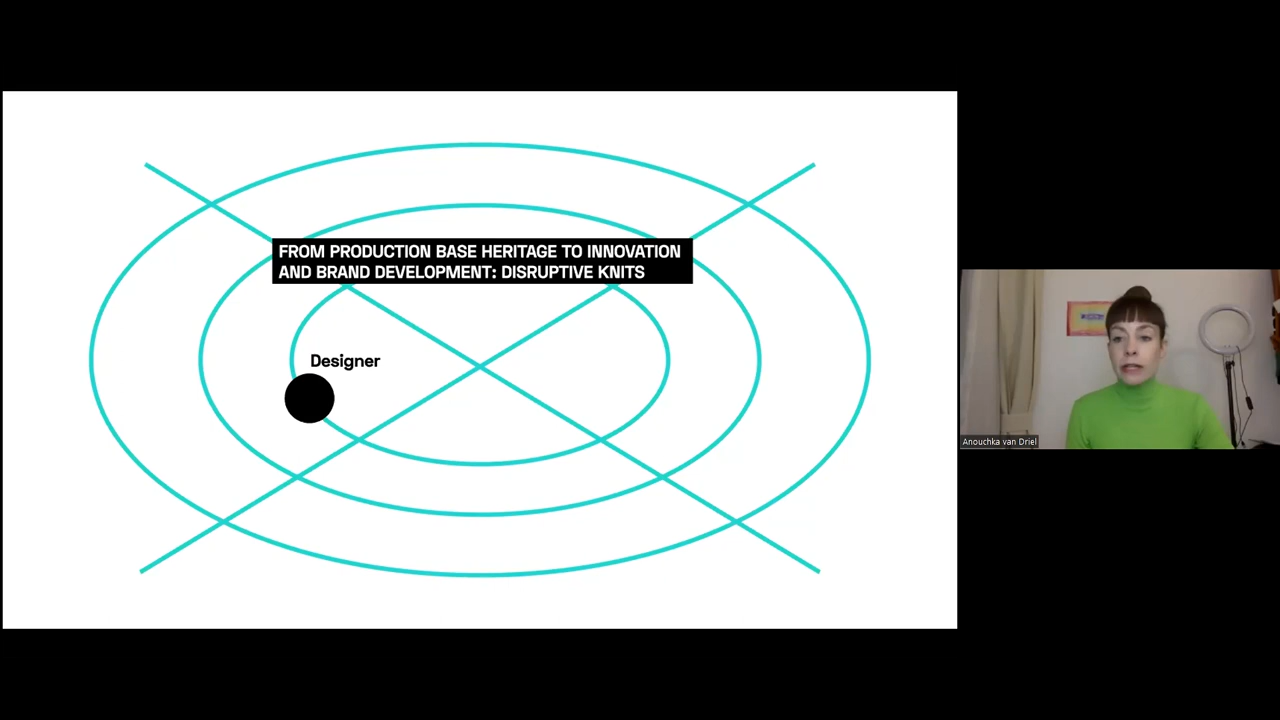 FROM PRODUCTION BASE HERITAGE TO INNOVATION
AND BRAND DEVELOPMENT: DISRUPTIVE KNITS
Designer
Anouchka van Driel